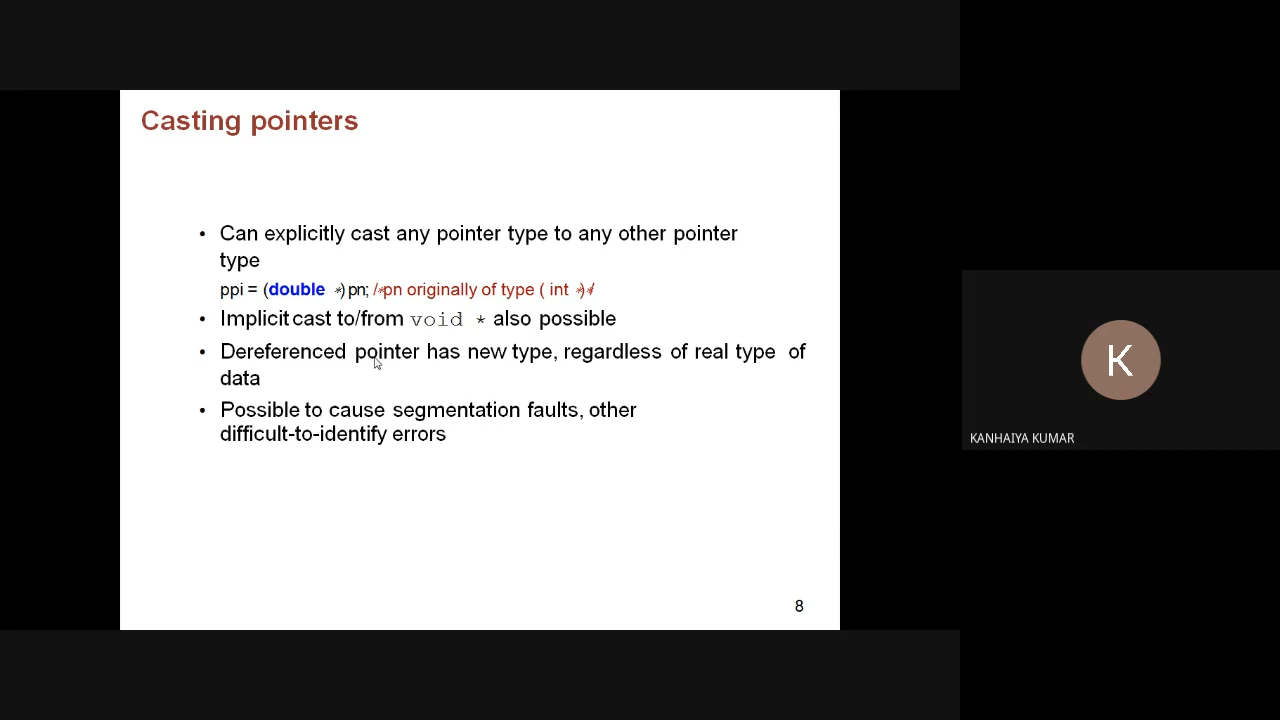 Casting pointers
• Can explicitly cast any pointer type to any other pointer
type
ppi = (double *) pn; /*pn originally of type ( int *)*/
• Implicit cast to/from void * also possible
• Dereferenced pointer has new type, regardless of real type of
data
• Possible to cause segmentation faults, other
difficult-to-identify errors
8
K
KANHAIYA KUMAR